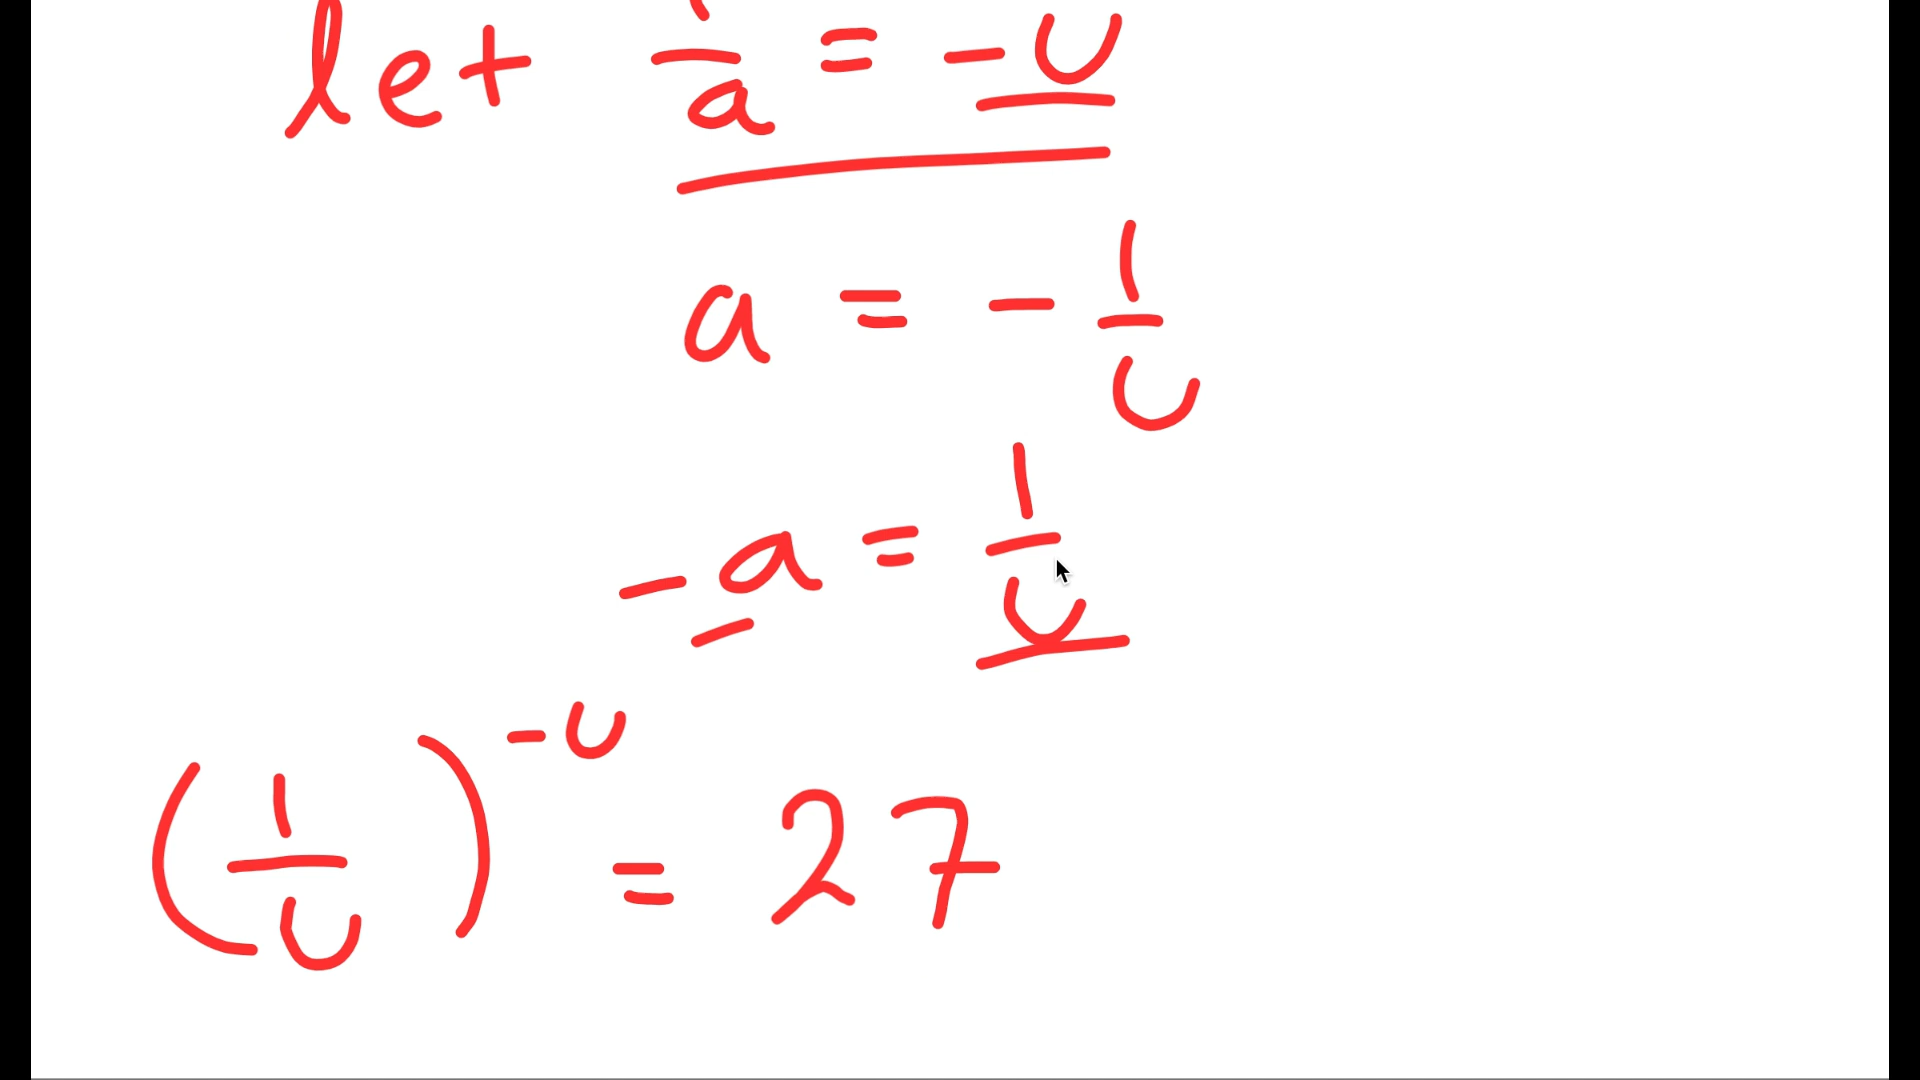 let 1/a = -U
a = - 1/U
-a = 1/U
(1/U)^-U = 27